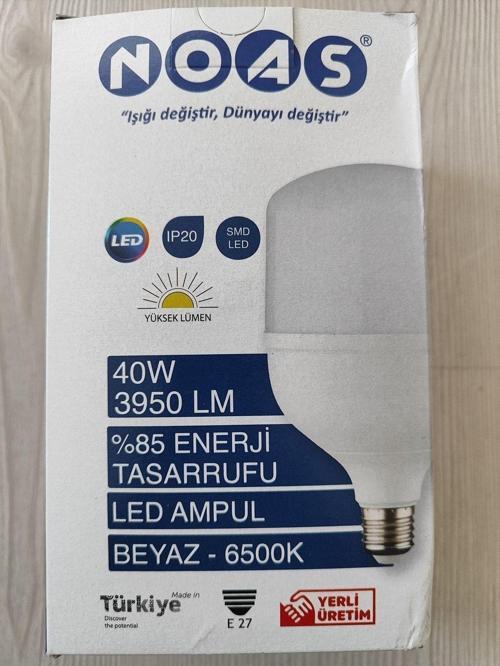 NOAS®
"Işığı değiştir, Dünyayı değiştir"
LED
IP20
SMD
LED
YÜKSEK LÜMEN
40W
3950 LM
%85 ENERJİ
TASARRUFU
LED AMPUL
BEYAZ - 6500K
Made in
Türkiye
Discover
the potential
E 27
YERLİ
ÜRETİM